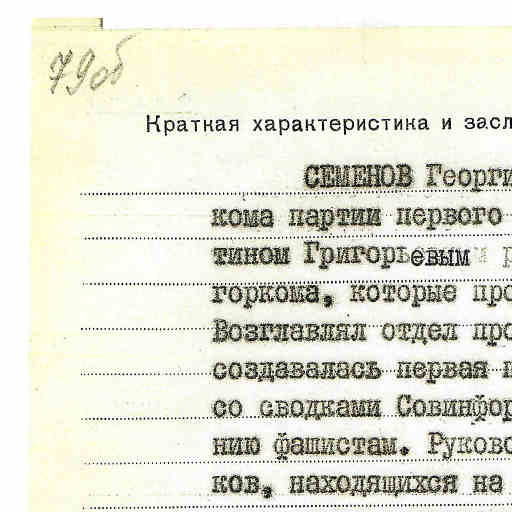 79об
Краткая характеристика и засл
СЕМЕНОВ Георги
кома партии первого
тином Григорьевым р
горкома, которые про
Возглавлял отдел про
создавалась первая п
со сводками Совинфор
нию фашистам. Руково
ков, находящихся на